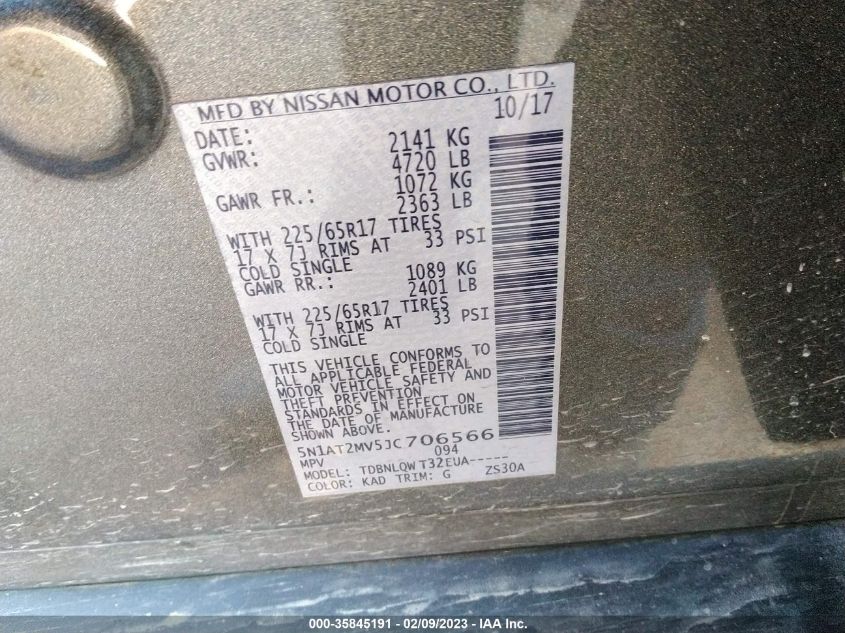 MFD BY NISSAN MOTOR CO., LTD.
DATE: 10/17
GVWR: 2141 KG
4720 LB
GAWR FR.: 1072 KG
2363 LB
WITH 225/65R17 TIRES
17 X 7J RIMS AT 33 PSI
COLD SINGLE
GAWR RR.: 1089 KG
2401 LB
WITH 225/65R17 TIRES
17 X 7J RIMS AT 33 PSI
COLD SINGLE
THIS VEHICLE CONFORMS TO
ALL APPLICABLE FEDERAL
MOTOR VEHICLE SAFETY AND
THEFT PREVENTION
STANDARDS IN EFFECT ON
THE DATE OF MANUFACTURE
SHOWN ABOVE.
5N1AT2MV5JC706566
MPV 094
MODEL: TDBNLQW T32EUA-----
COLOR: KAD TRIM: G ZS30A
000-35845191 - 02/09/2023 - IAA Inc.